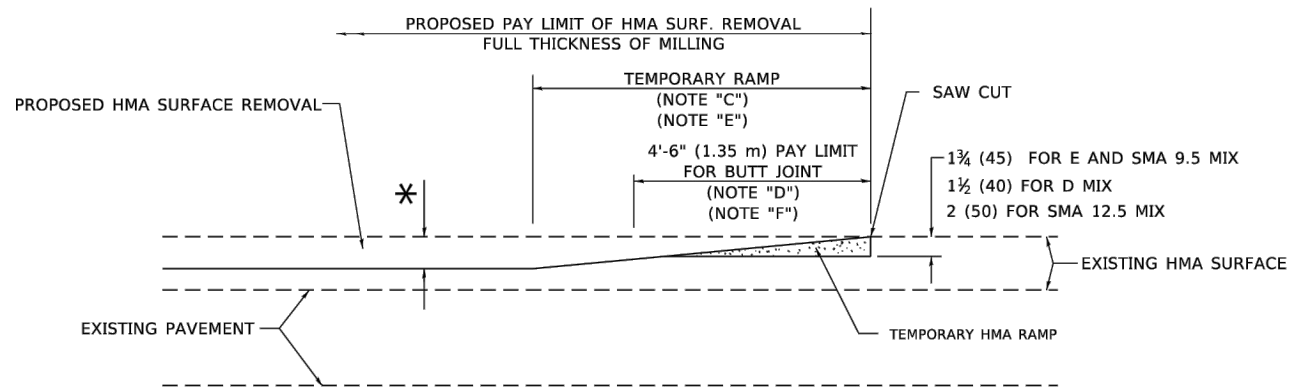 PROPOSED PAY LIMIT OF HMA SURF. REMOVAL
FULL THICKNESS OF MILLING
TEMPORARY RAMP
(NOTE "C")
(NOTE "E")
SAW CUT
PROPOSED HMA SURFACE REMOVAL
4'-6" (1.35 m) PAY LIMIT
FOR BUTT JOINT
(NOTE "D")
(NOTE "F")
1¾ (45) FOR E AND SMA 9.5 MIX
1½ (40) FOR D MIX
2 (50) FOR SMA 12.5 MIX
*
EXISTING HMA SURFACE
EXISTING PAVEMENT
TEMPORARY HMA RAMP